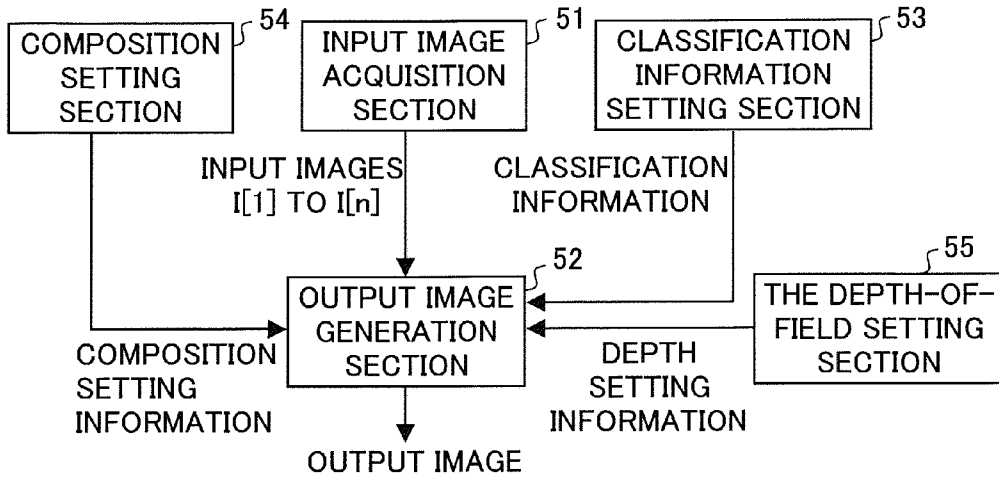 54
COMPOSITION
SETTING
SECTION
51
INPUT IMAGE
ACQUISITION
SECTION
53
CLASSIFICATION
INFORMATION
SETTING SECTION
INPUT IMAGES
I[1] TO I[n]
CLASSIFICATION
INFORMATION
52
OUTPUT IMAGE
GENERATION
SECTION
55
THE DEPTH-OF-
FIELD SETTING
SECTION
COMPOSITION
SETTING
INFORMATION
DEPTH
SETTING
INFORMATION
OUTPUT IMAGE